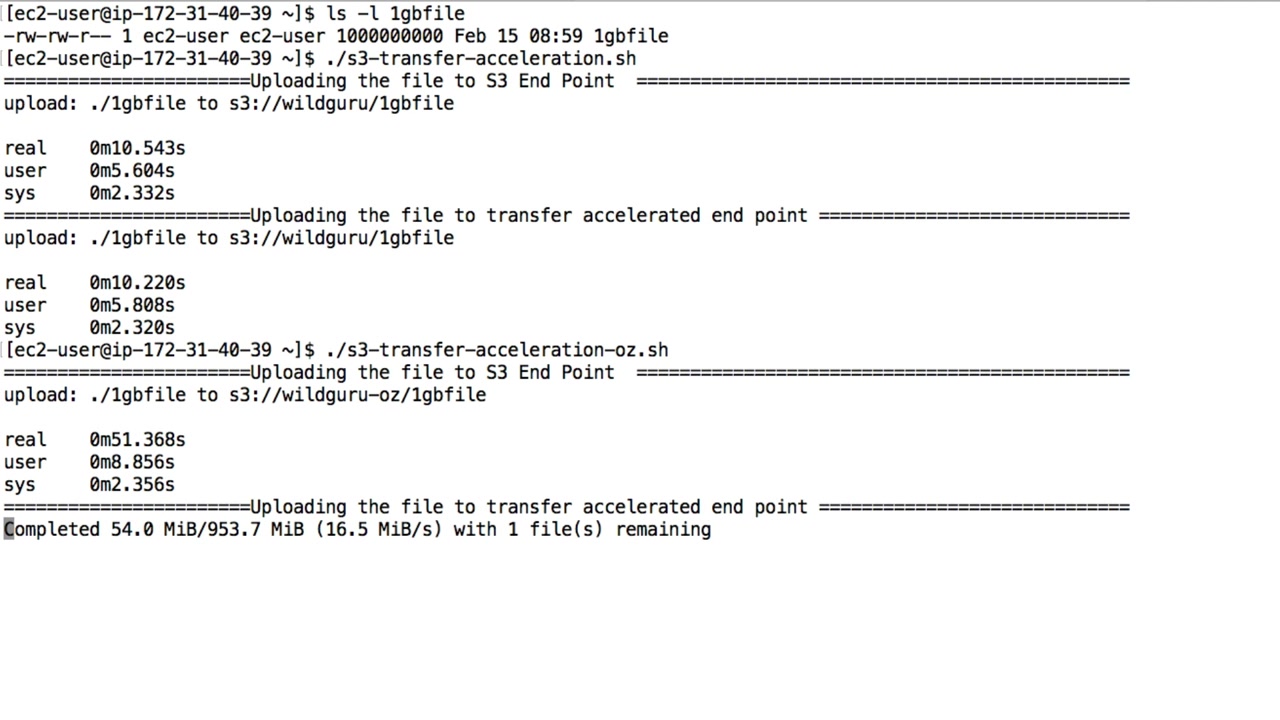 [ec2-user@ip-172-31-40-39 ~]$ ls -l 1gbfile
-rw-rw-r-- 1 ec2-user ec2-user 1000000000 Feb 15 08:59 1gbfile
[ec2-user@ip-172-31-40-39 ~]$ ./s3-transfer-acceleration.sh
=======================Uploading the file to S3 End Point  ==============================================
upload: ./1gbfile to s3://wildguru/1gbfile
real    0m10.543s
user    0m5.604s
sys     0m2.332s
=======================Uploading the file to transfer accelerated end point =============================
upload: ./1gbfile to s3://wildguru/1gbfile
real    0m10.220s
user    0m5.808s
sys     0m2.320s
[ec2-user@ip-172-31-40-39 ~]$ ./s3-transfer-acceleration-oz.sh
=======================Uploading the file to S3 End Point  ==============================================
upload: ./1gbfile to s3://wildguru-oz/1gbfile
real    0m51.368s
user    0m8.856s
sys     0m2.356s
=======================Uploading the file to transfer accelerated end point =============================
Completed 54.0 MiB/953.7 MiB (16.5 MiB/s) with 1 file(s) remaining